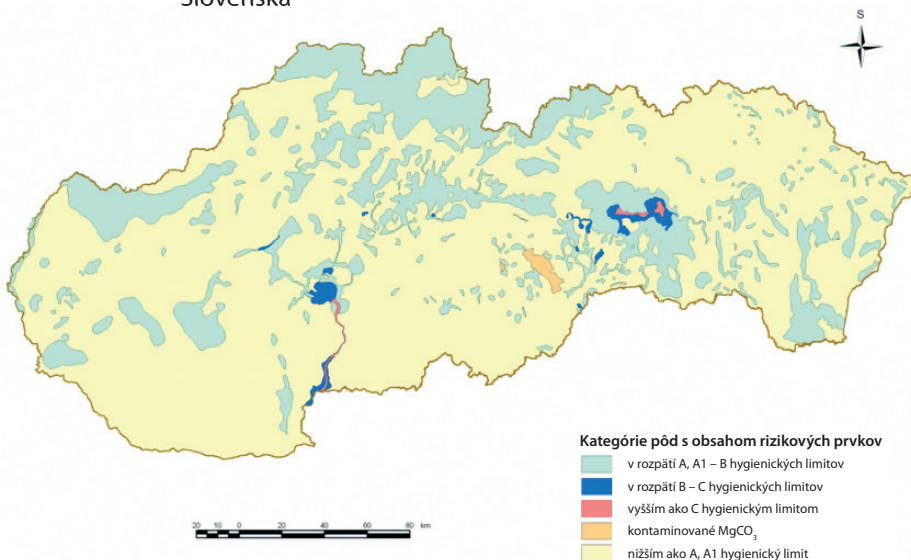 Slovenska
S
Kategórie pôd s obsahom rizikových prvkov
v rozpätí A, A1 – B hygienických limitov
v rozpätí B – C hygienických limitov
vyšším ako C hygienickým limitom
kontaminované MgCO₃
nižším ako A, A1 hygienický limit
20 10 0 20 40 60 80 km